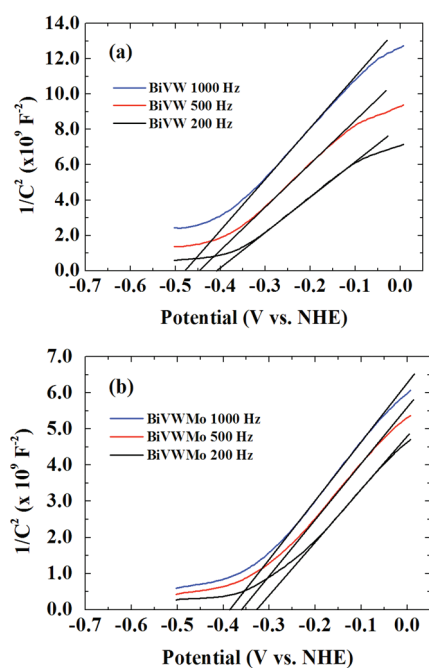 (a)
BiVW 1000 Hz
BiVW 500 Hz
BiVW 200 Hz
1/C² (x10⁹ F⁻²)
14.0
12.0
10.0
8.0
6.0
4.0
2.0
0.0
-0.7 -0.6 -0.5 -0.4 -0.3 -0.2 -0.1 0.0
Potential (V vs. NHE)
(b)
BiVWMo 1000 Hz
BiVWMo 500 Hz
BiVWMo 200 Hz
1/C² (x 10⁹ F⁻²)
7.0
6.0
5.0
4.0
3.0
2.0
1.0
0.0
-0.7 -0.6 -0.5 -0.4 -0.3 -0.2 -0.1 0.0
Potential (V vs. NHE)